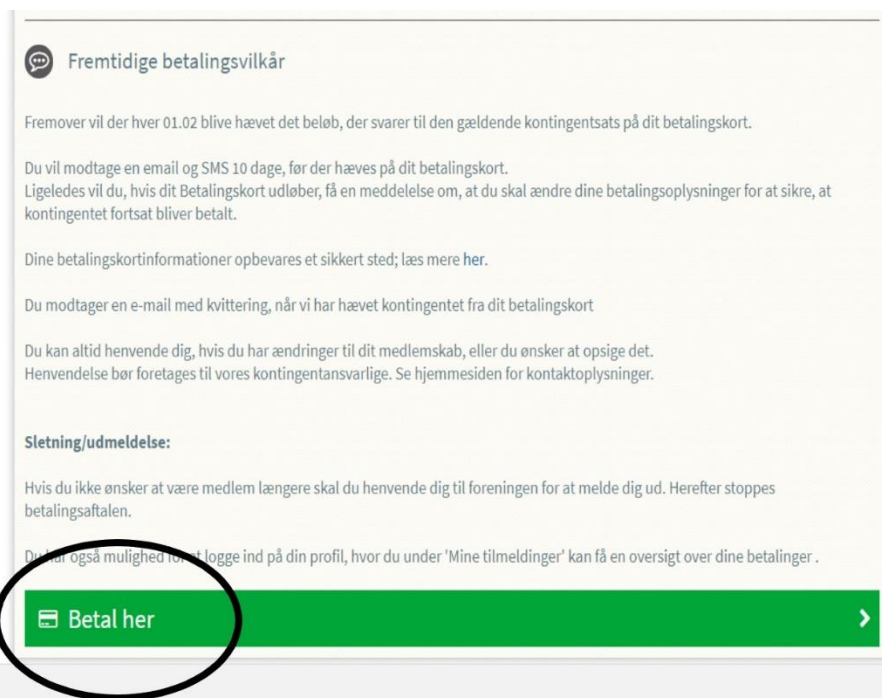 Fremtidige betalingsvilkår
Fremover vil der hver 01.02 blive hævet det beløb, der svarer til den gældende kontingentsats på dit betalingskort.
Du vil modtage en email og SMS 10 dage, før der hæves på dit betalingskort.
Ligeledes vil du, hvis dit Betalingskort udløber, få en meddelelse om, at du skal ændre dine betalingsoplysninger for at sikre, at
kontingentet fortsat bliver betalt.
Dine betalingskortinformationer opbevares et sikkert sted; læs mere her.
Du modtager en e-mail med kvittering, når vi har hævet kontingentet fra dit betalingskort
Du kan altid henvende dig, hvis du har ændringer til dit medlemskab, eller du ønsker at opsige det.
Henvendelse bør foretages til vores kontingentansvarlige. Se hjemmesiden for kontaktoplysninger.
Sletning/udmeldelse:
Hvis du ikke ønsker at være medlem længere skal du henvende dig til foreningen for at melde dig ud. Herefter stoppes
betalingsaftalen.
Du har også mulighed for at logge ind på din profil, hvor du under 'Mine tilmeldinger' kan få en oversigt over dine betalinger .
Betal her